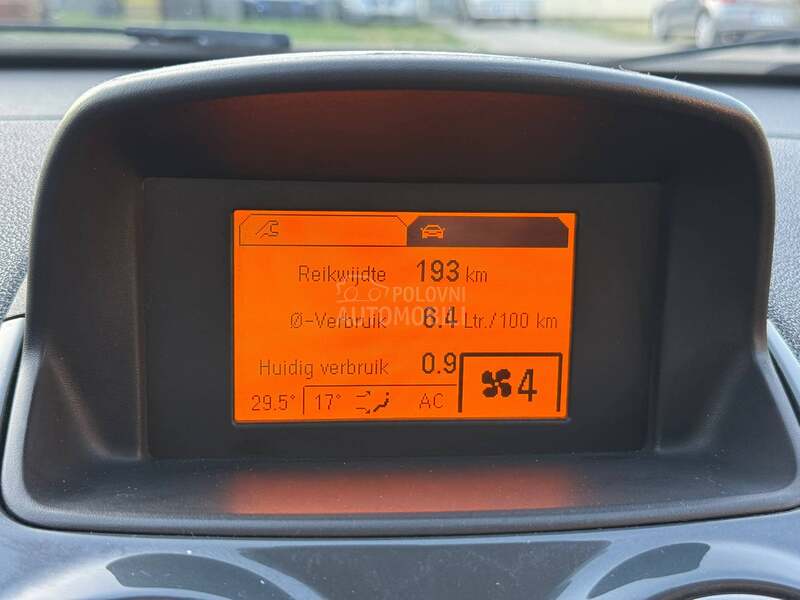 Reikwijdte 193 km
POLOVNI
AUTOMOBILI
Ø-Verbruik 6.4 Ltr./100 km
Huidig verbruik 0.9
29.5° 17° AC 4